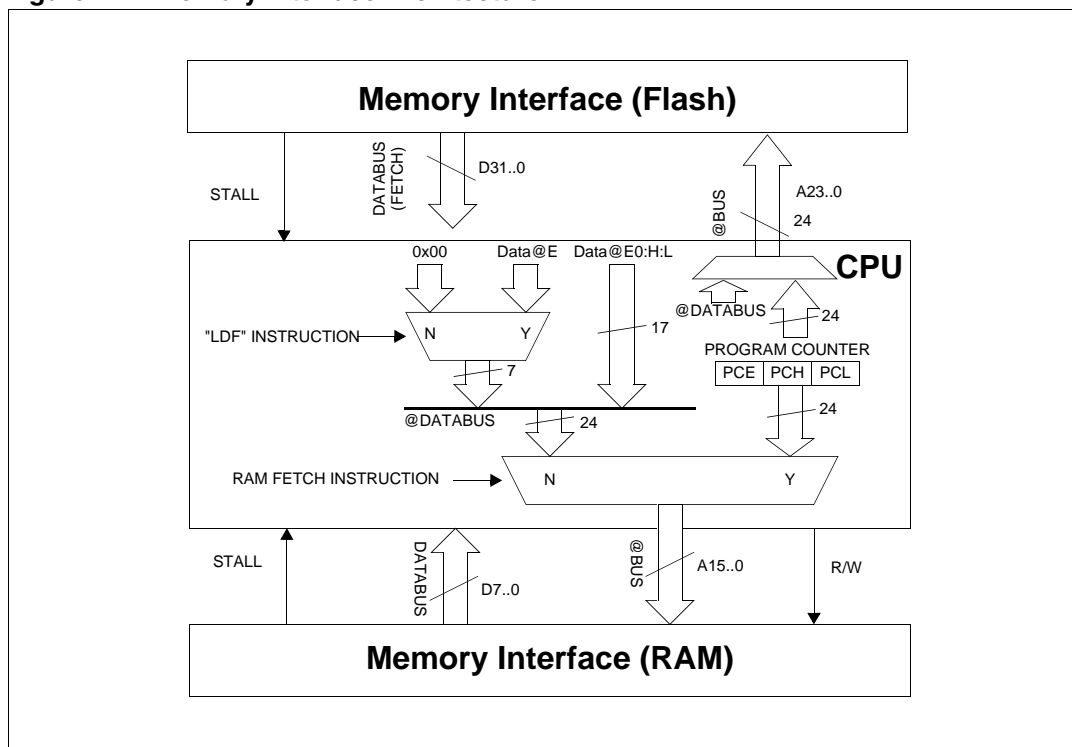 Memory Interface (Flash)
STALL
DATABUS
(FETCH)
D31..0
@BUS
A23..0
24
0x00
Data@E
Data@E0:H:L
CPU
@DATABUS
24
"LDF" INSTRUCTION
N
Y
17
PROGRAM COUNTER
PCE
PCH
PCL
7
@DATABUS
24
24
RAM FETCH INSTRUCTION
N
Y
STALL
DATABUS
D7..0
@BUS
A15..0
R/W
Memory Interface (RAM)